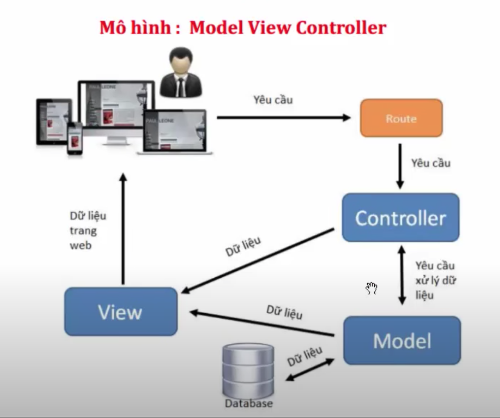 Mô hình : Model View Controller
Yêu cầu
Route
Yêu cầu
Controller
Dữ liệu
trang
web
Dữ liệu
Yêu cầu
xử lý dữ
liệu
View
Dữ liệu
Model
Dữ liệu
Database